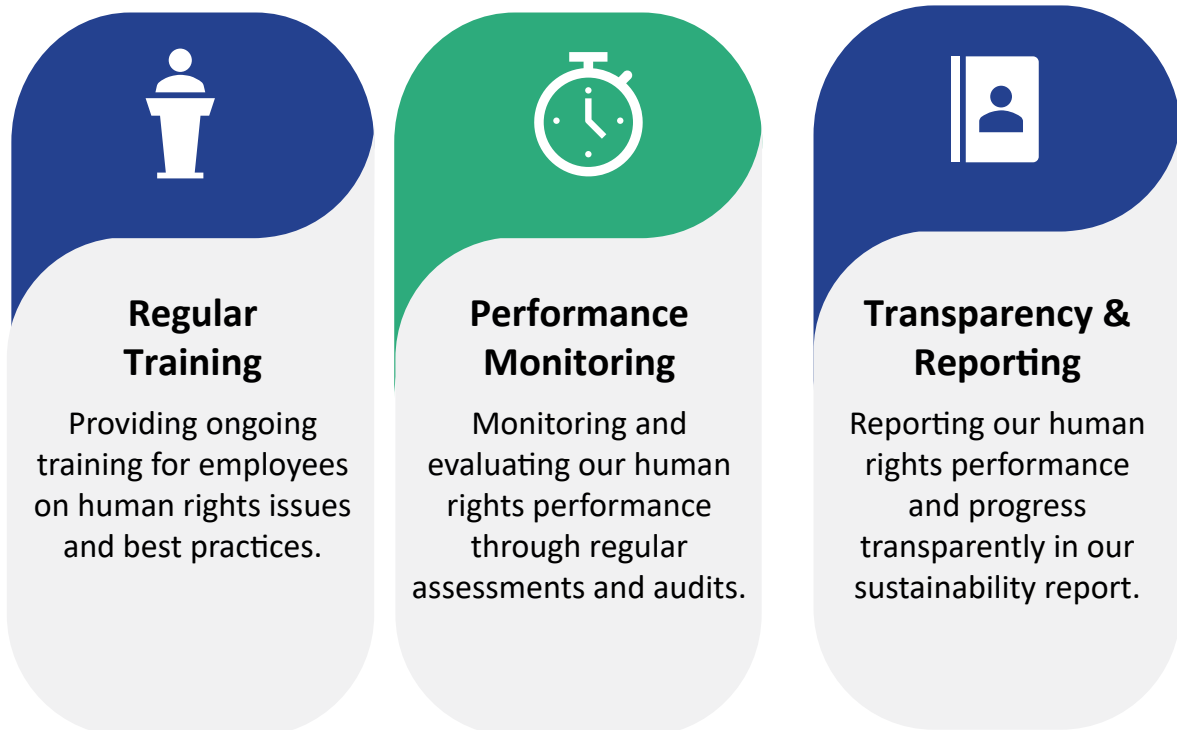 Regular
Training
Providing ongoing
training for employees
on human rights issues
and best practices.
Performance
Monitoring
Monitoring and
evaluating our human
rights performance
through regular
assessments and audits.
Transparency &
Reporting
Reporting our human
rights performance
and progress
transparently in our
sustainability report.